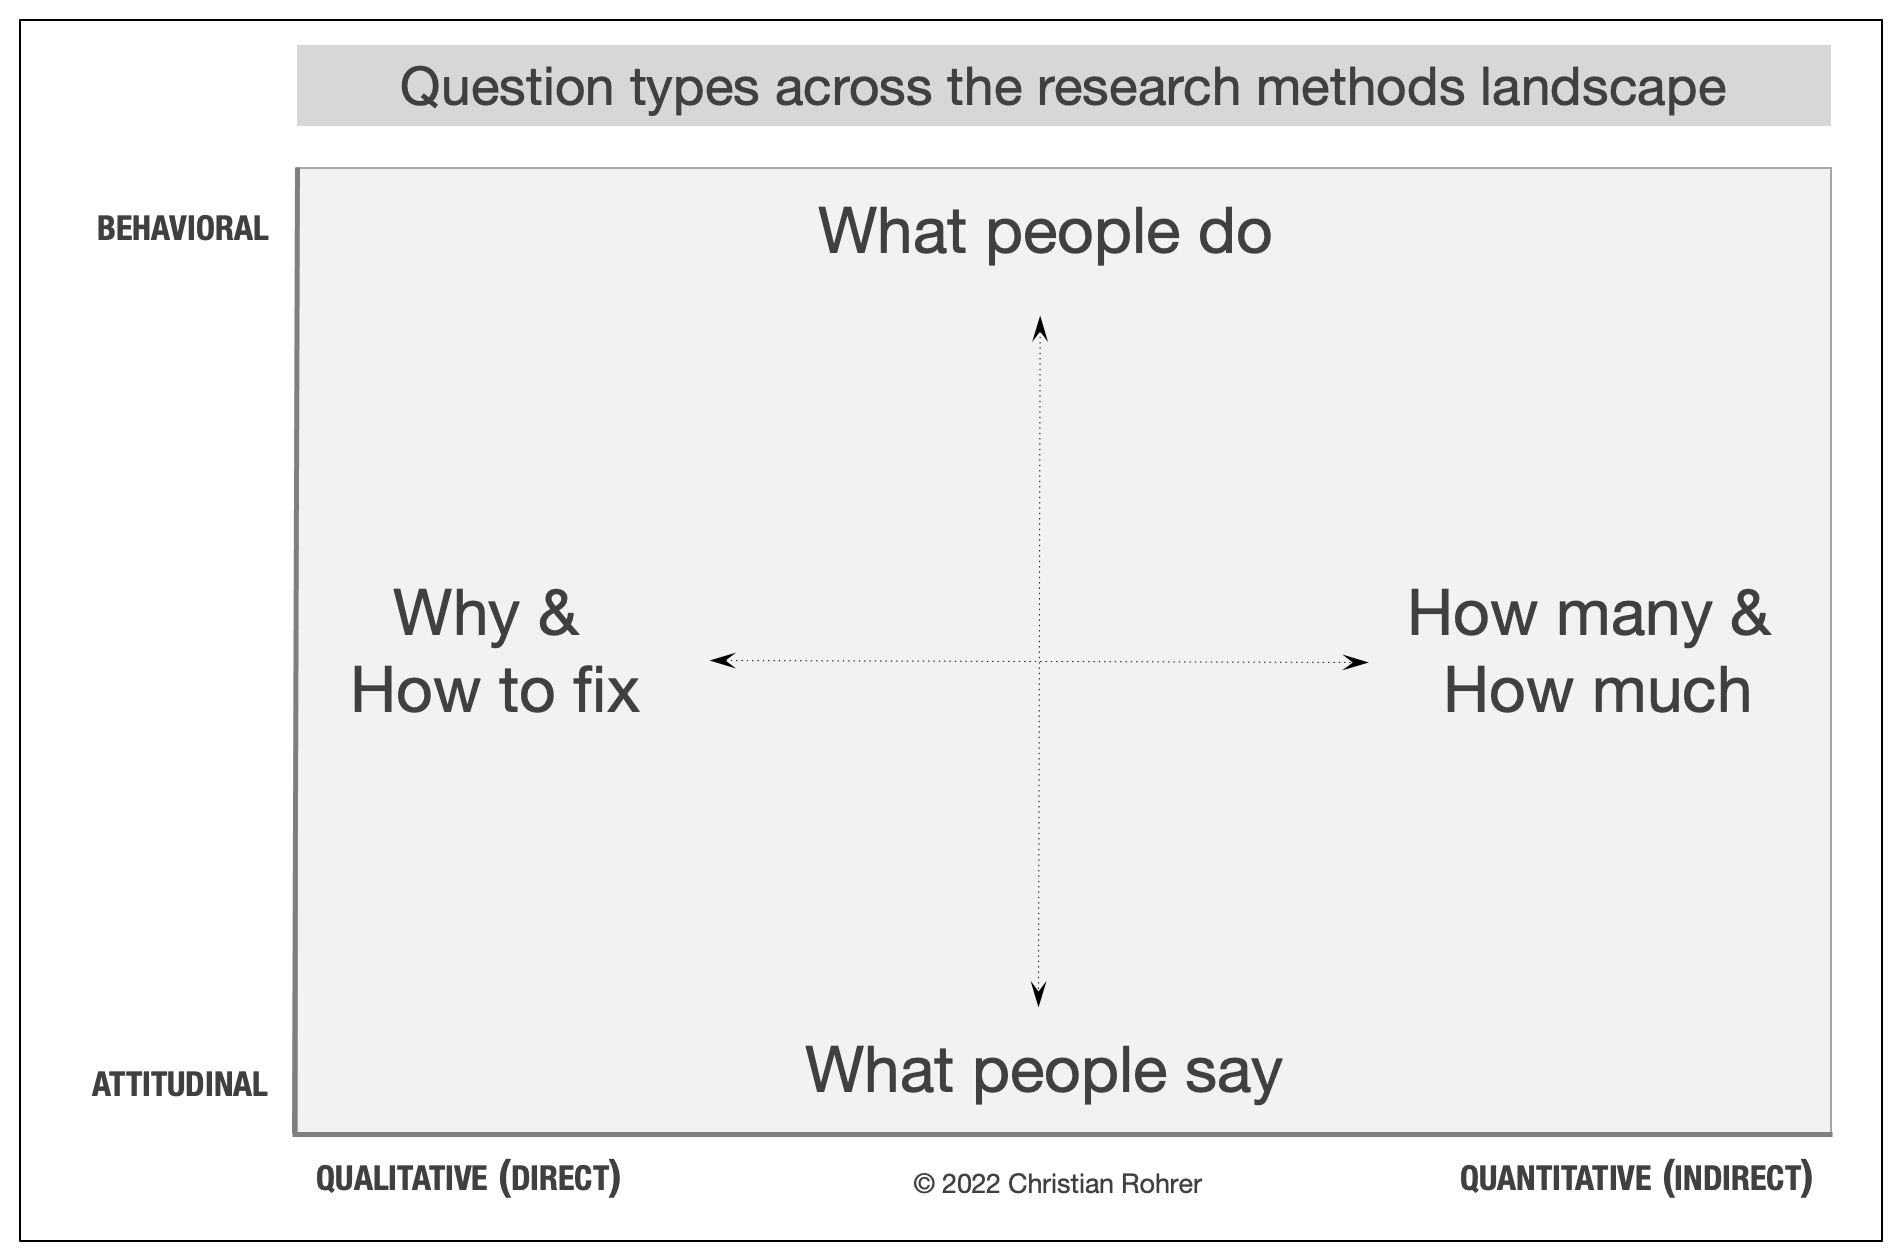 Question types across the research methods landscape
BEHAVIORAL
What people do
Why &
How to fix
How many &
How much
What people say
ATTITUDINAL
QUALITATIVE (DIRECT)
© 2022 Christian Rohrer
QUANTITATIVE (INDIRECT)